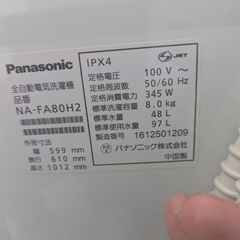 Panasonic
全自動電気洗濯機
品番
NA-FA80H2
外形寸法
幅 599 mm
奥行 610 mm
高さ 1012 mm
IPX4
S JET
定格電圧 100 V~
定格周波数 50/60 Hz
定格消費電力 345 W
標準洗濯容量 8.0 kg
標準水量 48 L
標準使用水量 97 L
製造番号 1612501209
パナソニック株式会社
中国製